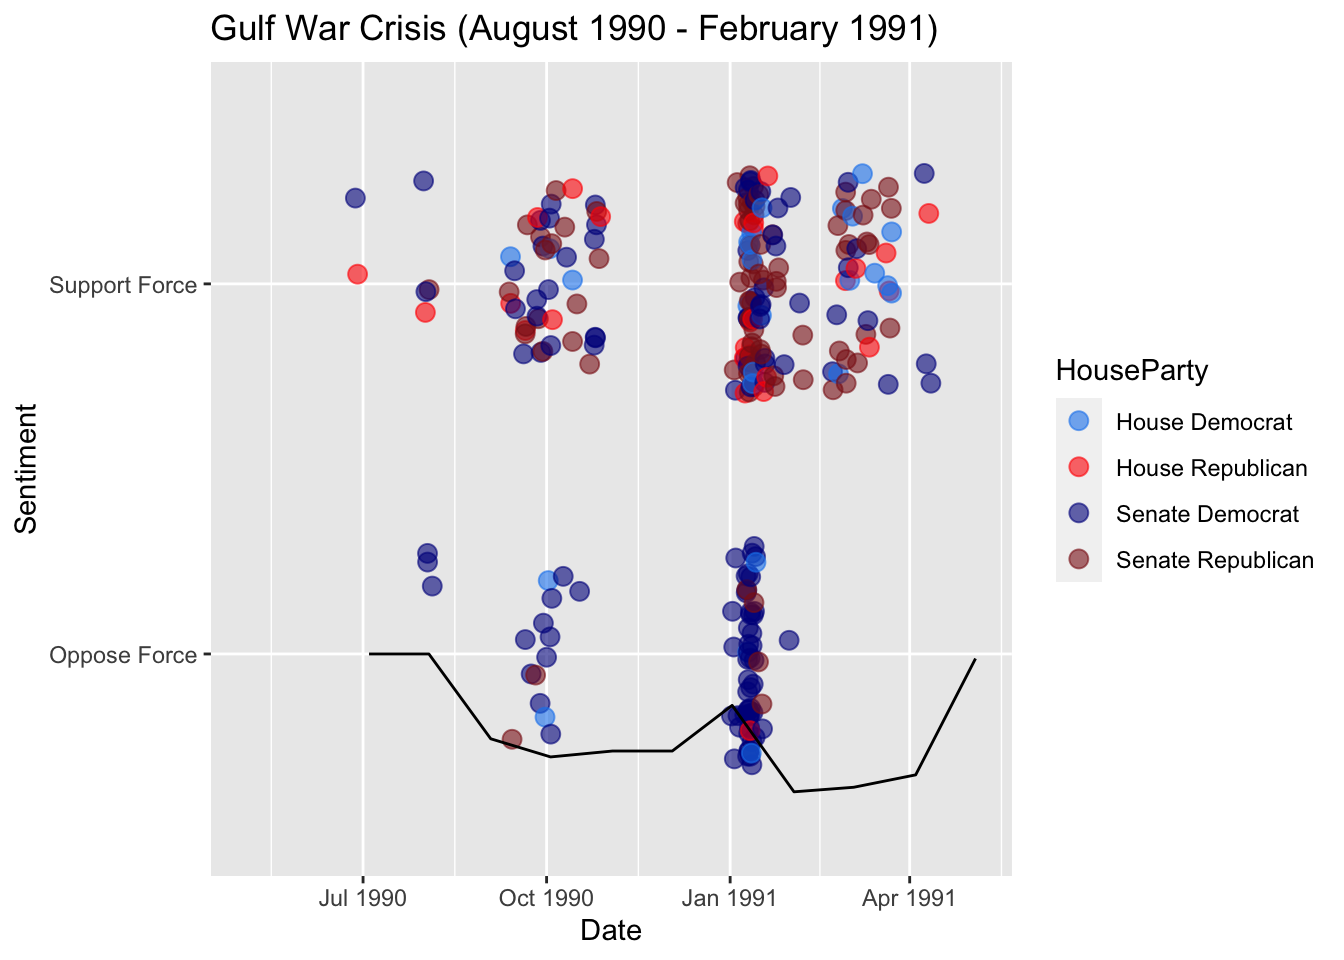 Gulf War Crisis (August 1990 - February 1991)
Support Force
Oppose Force
Sentiment
Jul 1990
Oct 1990
Jan 1991
Apr 1991
Date
HouseParty
House Democrat
House Republican
Senate Democrat
Senate Republican